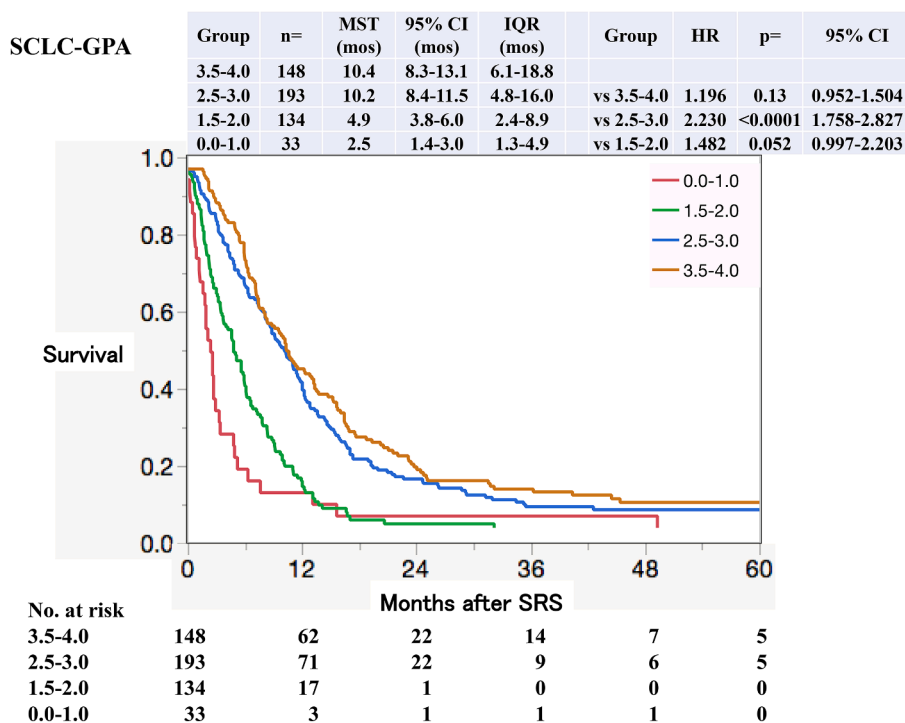 SCLC-GPA
Group n= MST (mos) 95% CI (mos) IQR (mos) Group HR p= 95% CI
3.5-4.0 148 10.4 8.3-13.1 6.1-18.8
2.5-3.0 193 10.2 8.4-11.5 4.8-16.0 vs 3.5-4.0 1.196 0.13 0.952-1.504
1.5-2.0 134 4.9 3.8-6.0 2.4-8.9 vs 2.5-3.0 2.230 <0.0001 1.758-2.827
0.0-1.0 33 2.5 1.4-3.0 1.3-4.9 vs 1.5-2.0 1.482 0.052 0.997-2.203
1.0
0.8
0.6
0.4
0.2
0.0
Survival
0.0-1.0
1.5-2.0
2.5-3.0
3.5-4.0
0 12 24 36 48 60
Months after SRS
No. at risk
3.5-4.0 148 62 22 14 7 5
2.5-3.0 193 71 22 9 6 5
1.5-2.0 134 17 1 0 0 0
0.0-1.0 33 3 1 1 1 0